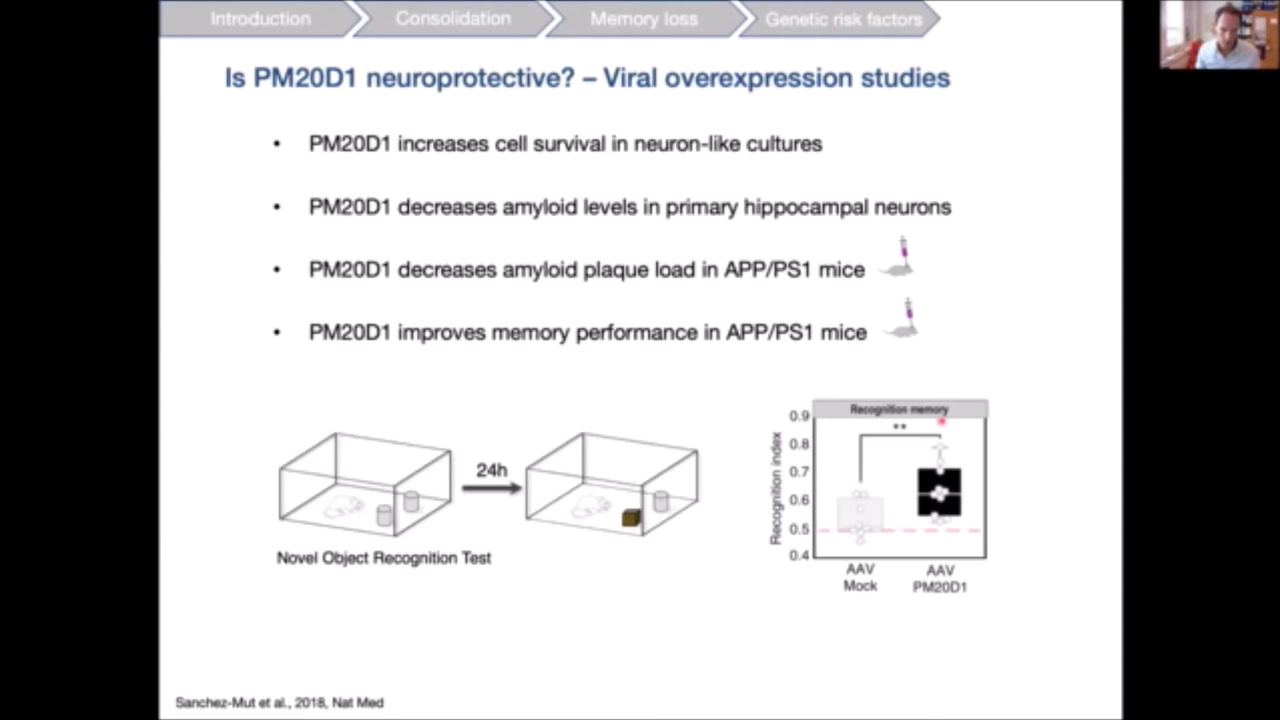 Introduction
Consolidation
Memory loss
Genetic risk factors
Is PM20D1 neuroprotective? – Viral overexpression studies
• PM20D1 increases cell survival in neuron-like cultures
• PM20D1 decreases amyloid levels in primary hippocampal neurons
• PM20D1 decreases amyloid plaque load in APP/PS1 mice
• PM20D1 improves memory performance in APP/PS1 mice
24h
Novel Object Recognition Test
Recognition memory
**
Recognition index
0.9
0.8
0.7
0.6
0.5
0.4
AAV
Mock
AAV
PM20D1
Sanchez-Mut et al., 2018, Nat Med